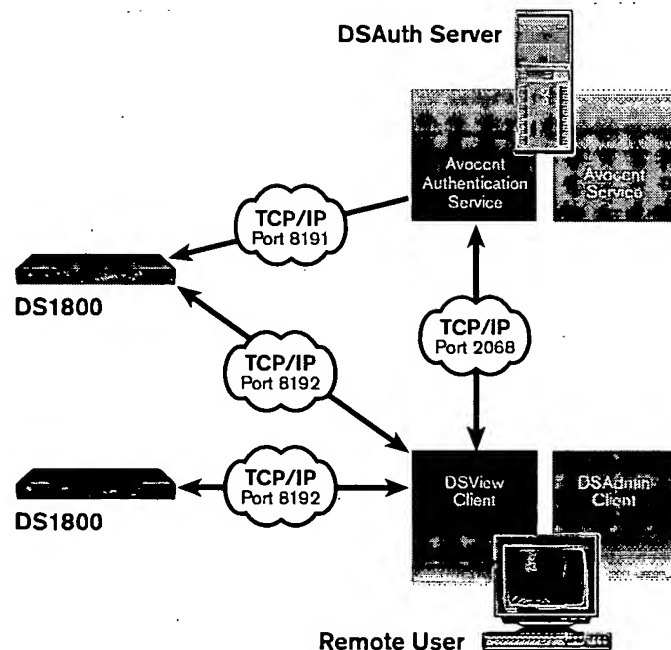 DSAuth Server
Avocent
Authentication
Service
Avocent
Service
TCP/IP
Port 8191
DS1800
TCP/IP
Port 2068
TCP/IP
Port 8192
TCP/IP
Port 8192
DS1800
DSView
Client
DSAdmin
Client
Remote User